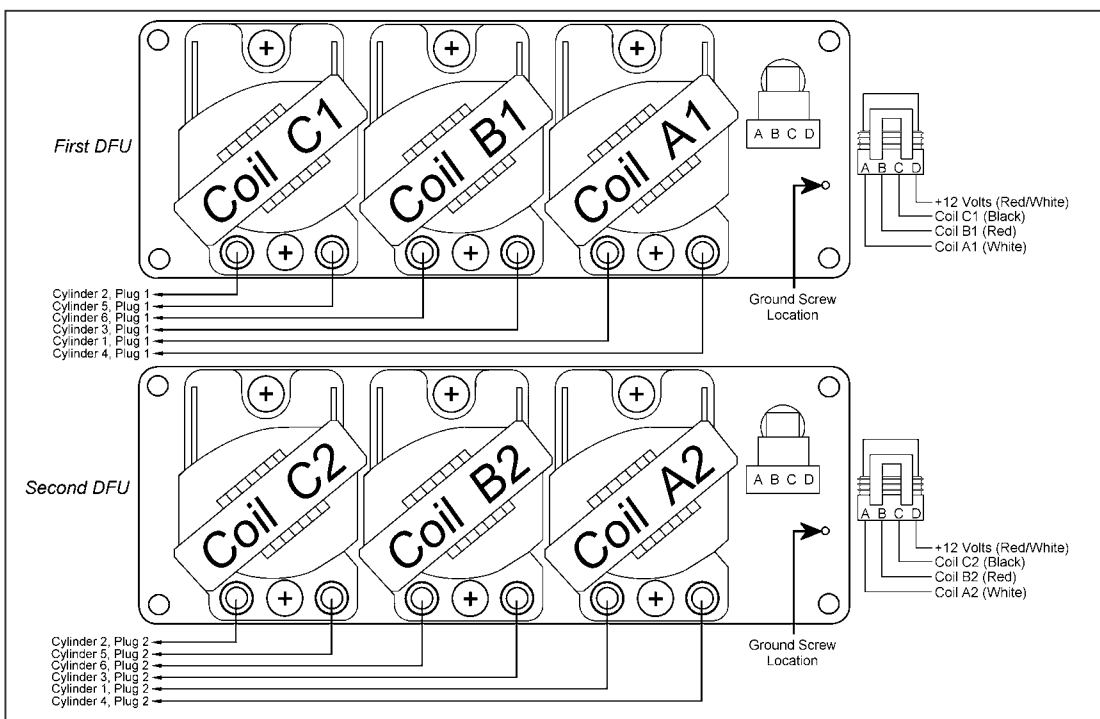 First DFU
Coil C1
Coil B1
Coil A1
A B C D
A B C D
+12 Volts (Red/White)
Coil C1 (Black)
Coil B1 (Red)
Coil A1 (White)
Ground Screw
Location
Cylinder 2, Plug 1
Cylinder 5, Plug 1
Cylinder 6, Plug 1
Cylinder 3, Plug 1
Cylinder 1, Plug 1
Cylinder 4, Plug 1
Second DFU
Coil C2
Coil B2
Coil A2
A B C D
A B C D
+12 Volts (Red/White)
Coil C2 (Black)
Coil B2 (Red)
Coil A2 (White)
Ground Screw
Location
Cylinder 2, Plug 2
Cylinder 5, Plug 2
Cylinder 6, Plug 2
Cylinder 3, Plug 2
Cylinder 1, Plug 2
Cylinder 4, Plug 2